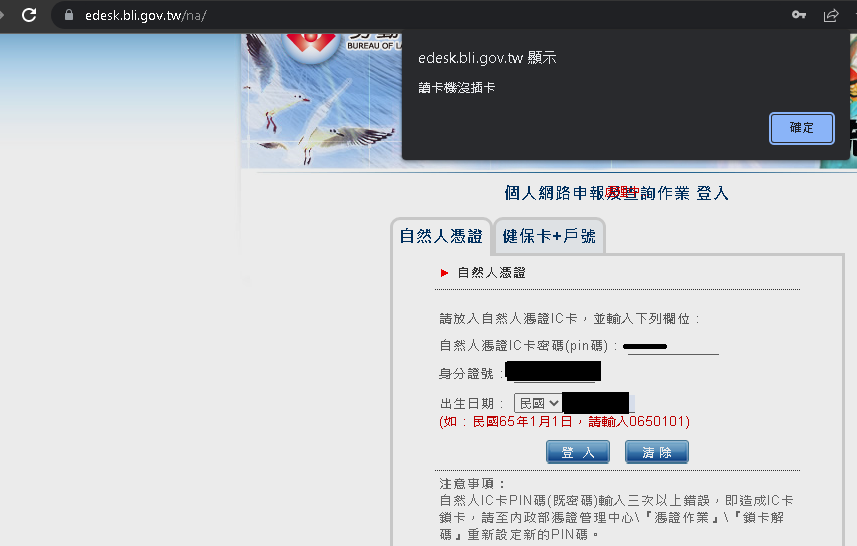 edesk.bli.gov.tw/na/
BUREAU OF LA
edesk.bli.gov.tw 顯示
讀卡機沒插卡
確定
個人網路申報及查詢作業 登入
自然人憑證
健保卡+戶號
自然人憑證
請放入自然人憑證IC卡，並輸入下列欄位：
自然人憑證IC卡密碼(pin碼)：
身分證號：
出生日期： 民國
(如：民國65年1月1日，請輸入0650101)
登 入
清 除
注意事項：
自然人IC卡PIN碼(既密碼)輸入三次以上錯誤，即造成IC卡
鎖卡，請至內政部憑證管理中心\『憑證作業』\『鎖卡解
碼』重新設定新的PIN碼。